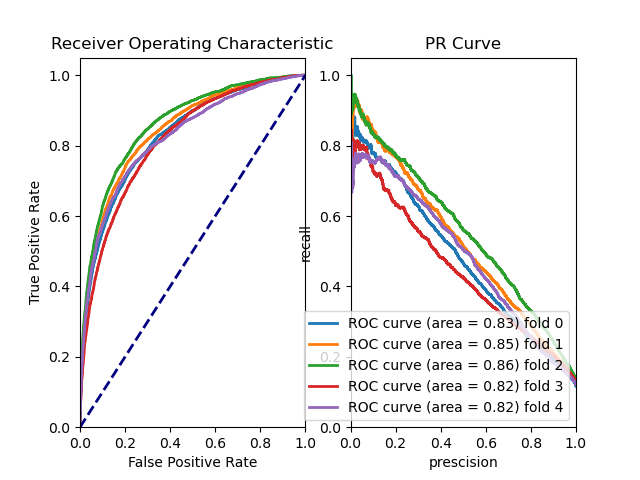 Receiver Operating Characteristic
True Positive Rate
1.0
0.8
0.6
0.4
0.2
0.0
0.0 0.2 0.4 0.6 0.8 1.0
False Positive Rate
PR Curve
recall
1.0
0.8
0.6
0.4
0.2
0.0
0.0 0.2 0.4 0.6 0.8 1.0
prescision
ROC curve (area = 0.83) fold 0
ROC curve (area = 0.85) fold 1
ROC curve (area = 0.86) fold 2
ROC curve (area = 0.82) fold 3
ROC curve (area = 0.82) fold 4